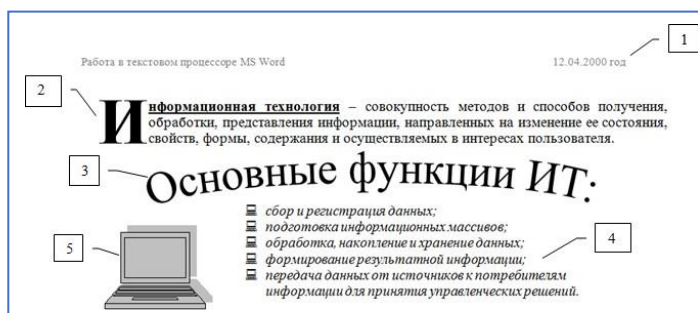 1
Работа в текстовом процессоре MS Word 12.04.2000 год
2
Информационная технология – совокупность методов и способов получения,
обработки, представления информации, направленных на изменение ее состояния,
свойств, формы, содержания и осуществляемых в интересах пользователя.
3
Основные функции ИТ:
сбор и регистрация данных;
подготовка информационных массивов;
обработка, накопление и хранение данных;
4
5
формирование результатной информации;
передача данных от источников к потребителям
информации для принятия управленческих решений.